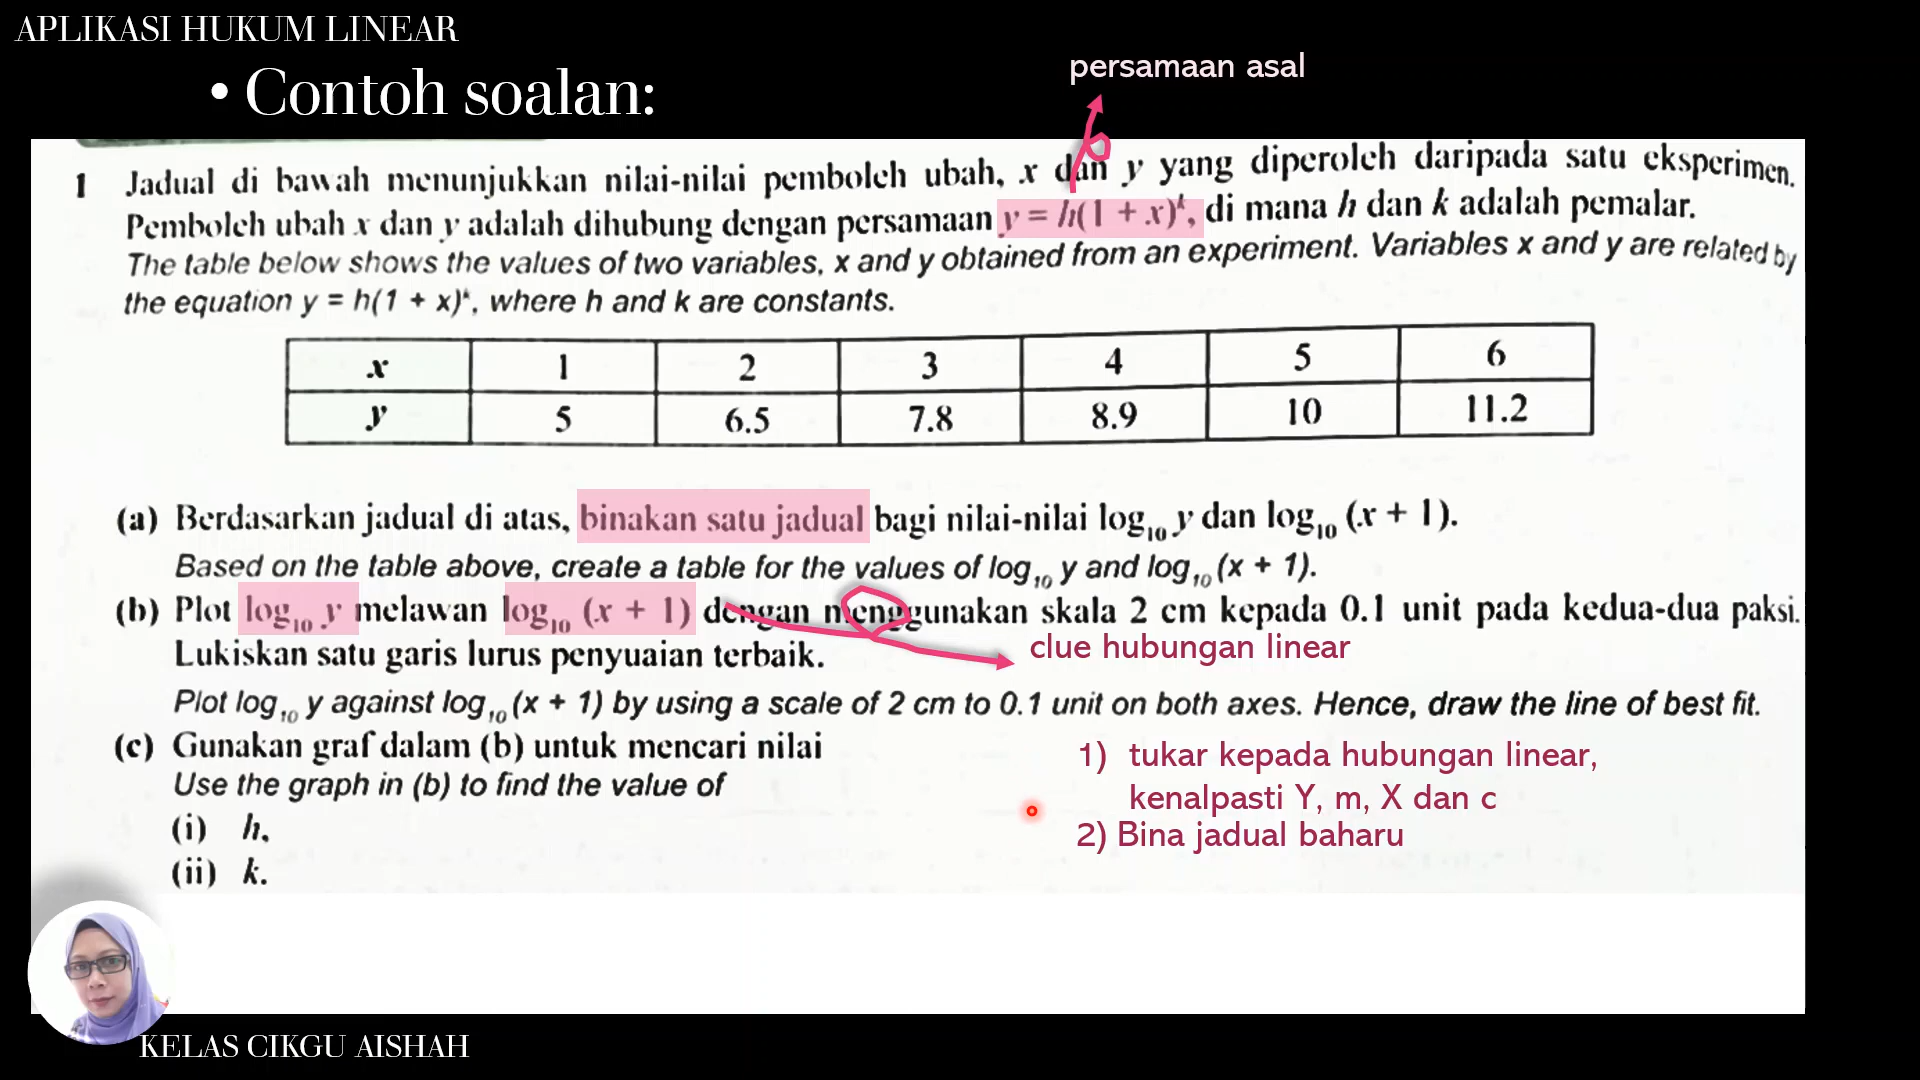 APLIKASI HUKUM LINEAR
• Contoh soalan:
persamaan asal
1 Jadual di bawah menunjukkan nilai-nilai pemboleh ubah, x dan y yang diperoleh daripada satu eksperimen.
Pemboleh ubah x dan y adalah dihubung dengan persamaan y = h(1 + x)ᵏ, di mana h dan k adalah pemalar.
The table below shows the values of two variables, x and y obtained from an experiment. Variables x and y are related by
the equation y = h(1 + x)ᵏ, where h and k are constants.
x 1 2 3 4 5 6
y 5 6.5 7.8 8.9 10 11.2
(a) Berdasarkan jadual di atas, binakan satu jadual bagi nilai-nilai log₁₀ y dan log₁₀ (x + 1).
Based on the table above, create a table for the values of log₁₀ y and log₁₀ (x + 1).
(b) Plot log₁₀ y melawan log₁₀ (x + 1) dengan menggunakan skala 2 cm kepada 0.1 unit pada kedua-dua paksi.
Lukiskan satu garis lurus penyuaian terbaik.
clue hubungan linear
Plot log₁₀ y against log₁₀ (x + 1) by using a scale of 2 cm to 0.1 unit on both axes. Hence, draw the line of best fit.
(c) Gunakan graf dalam (b) untuk mencari nilai
Use the graph in (b) to find the value of
(i) h.
(ii) k.
1) tukar kepada hubungan linear,
kenalpasti Y, m, X dan c
2) Bina jadual baharu
KELAS CIKGU AISHAH